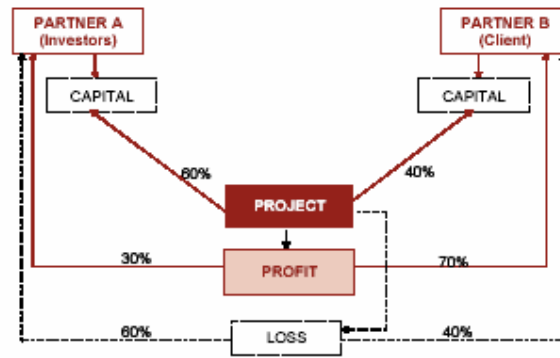 PARTNER A
(Investors)
PARTNER B
(Client)
CAPITAL
CAPITAL
60%
40%
PROJECT
30%
PROFIT
70%
60%
LOSS
40%